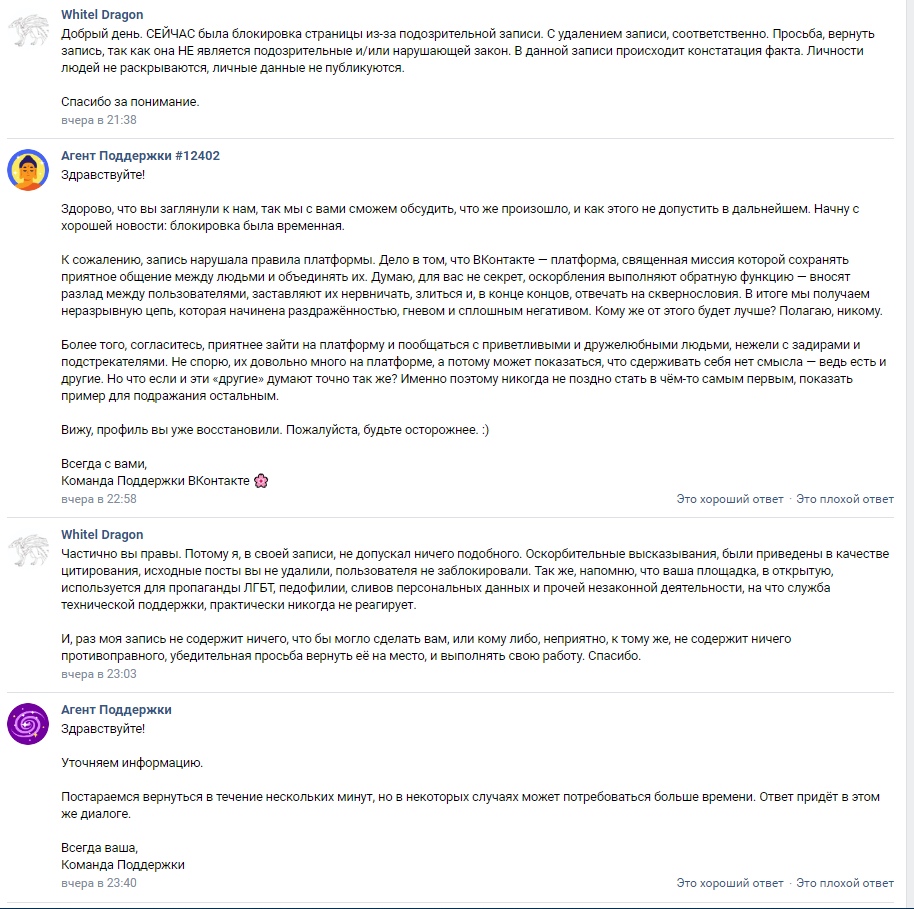 Whitel Dragon
Добрый день. СЕЙЧАС была блокировка страницы из-за подозрительной записи. С удалением записи, соответственно. Просьба, вернуть
запись, так как она НЕ является подозрительные и/или нарушающей закон. В данной записи происходит констатация факта. Личности
людей не раскрываются, личные данные не публикуются.
Спасибо за понимание.
вчера в 21:38
Агент Поддержки #12402
Здравствуйте!
Здорово, что вы заглянули к нам, так мы с вами сможем обсудить, что же произошло, и как этого не допустить в дальнейшем. Начну с
хорошей новости: блокировка была временная.
К сожалению, запись нарушала правила платформы. Дело в том, что ВКонтакте — платформа, священная миссия которой сохранять
приятное общение между людьми и объединять их. Думаю, для вас не секрет, оскорбления выполняют обратную функцию — вносят
разлад между пользователями, заставляют их нервничать, злиться и, в конце концов, отвечать на сквернословия. В итоге мы получаем
неразрывную цепь, которая начинена раздражённостью, гневом и сплошным негативом. Кому же от этого будет лучше? Полагаю, никому.
Более того, согласитесь, приятнее зайти на платформу и пообщаться с приветливыми и дружелюбными людьми, нежели с задирами и
подстрекателями. Не спорю, их довольно много на платформе, а потому может показаться, что сдерживать себя нет смысла — ведь есть и
другие. Но что если и эти «другие» думают точно так же? Именно поэтому никогда не поздно стать в чём-то самым первым, показать
пример для подражания остальным.
Вижу, профиль вы уже восстановили. Пожалуйста, будьте осторожнее. :)
Всегда с вами,
Команда Поддержки ВКонтакте 🌸
вчера в 22:58 Это хороший ответ · Это плохой ответ
Whitel Dragon
Частично вы правы. Потому я, в своей записи, не допускал ничего подобного. Оскорбительные высказывания, были приведены в качестве
цитирования, исходные посты вы не удалили, пользователя не заблокировали. Так же, напомню, что ваша площадка, в открытую,
используется для пропаганды ЛГБТ, педофилии, сливов персональных данных и прочей незаконной деятельности, на что служба
технической поддержки, практически никогда не реагирует.
И, раз моя запись не содержит ничего, что бы могло сделать вам, или кому либо, неприятно, к тому же, не содержит ничего
противоправного, убедительная просьба вернуть её на место, и выполнять свою работу. Спасибо.
вчера в 23:03
Агент Поддержки
Здравствуйте!
Уточняем информацию.
Постараемся вернуться в течение нескольких минут, но в некоторых случаях может потребоваться больше времени. Ответ придёт в этом
же диалоге.
Всегда ваша,
Команда Поддержки
вчера в 23:40 Это хороший ответ · Это плохой ответ